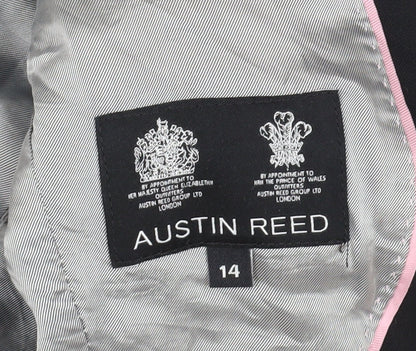 BY APPOINTMENT TO
HER MAJESTY QUEEN ELIZABETH II
OUTFITTERS
AUSTIN REED GROUP LTD
LONDON
BY APPOINTMENT TO
HRH THE PRINCE OF WALES
OUTFITTERS
AUSTIN REED GROUP LTD
LONDON
AUSTIN REED
14